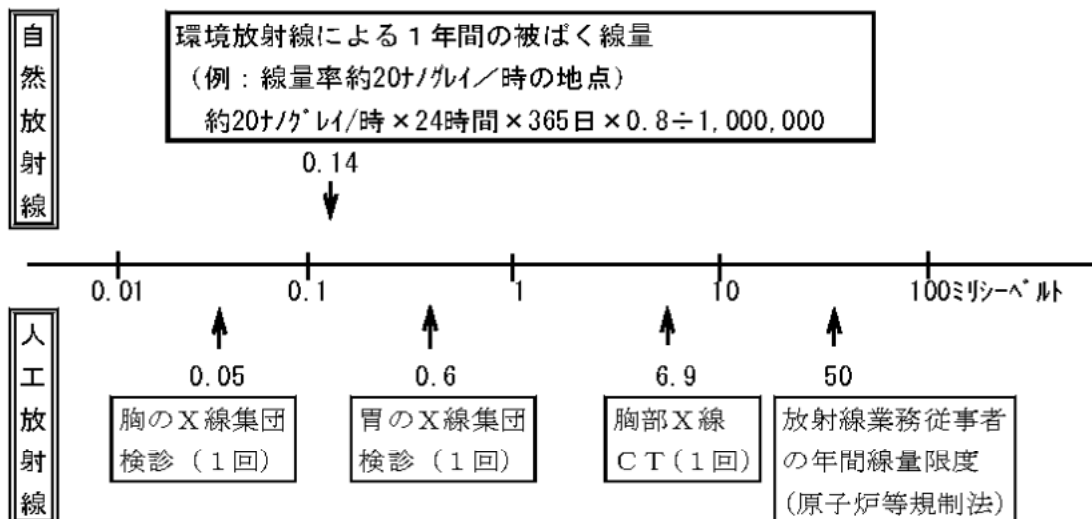 自然放射線
環境放射線による１年間の被ばく線量
（例：線量率約20ﾅﾉｸﾞﾚｲ／時の地点）
約20ﾅﾉｸﾞﾚｲ/時×24時間×365日×0.8÷1,000,000
0.14
0.01
0.1
1
10
100ﾐﾘｼｰﾍﾞﾙﾄ
人工放射線
0.05
胸のＸ線集団
検診（１回）
0.6
胃のＸ線集団
検診（１回）
6.9
胸部Ｘ線
ＣＴ(１回)
50
放射線業務従事者
の年間線量限度
(原子炉等規制法)